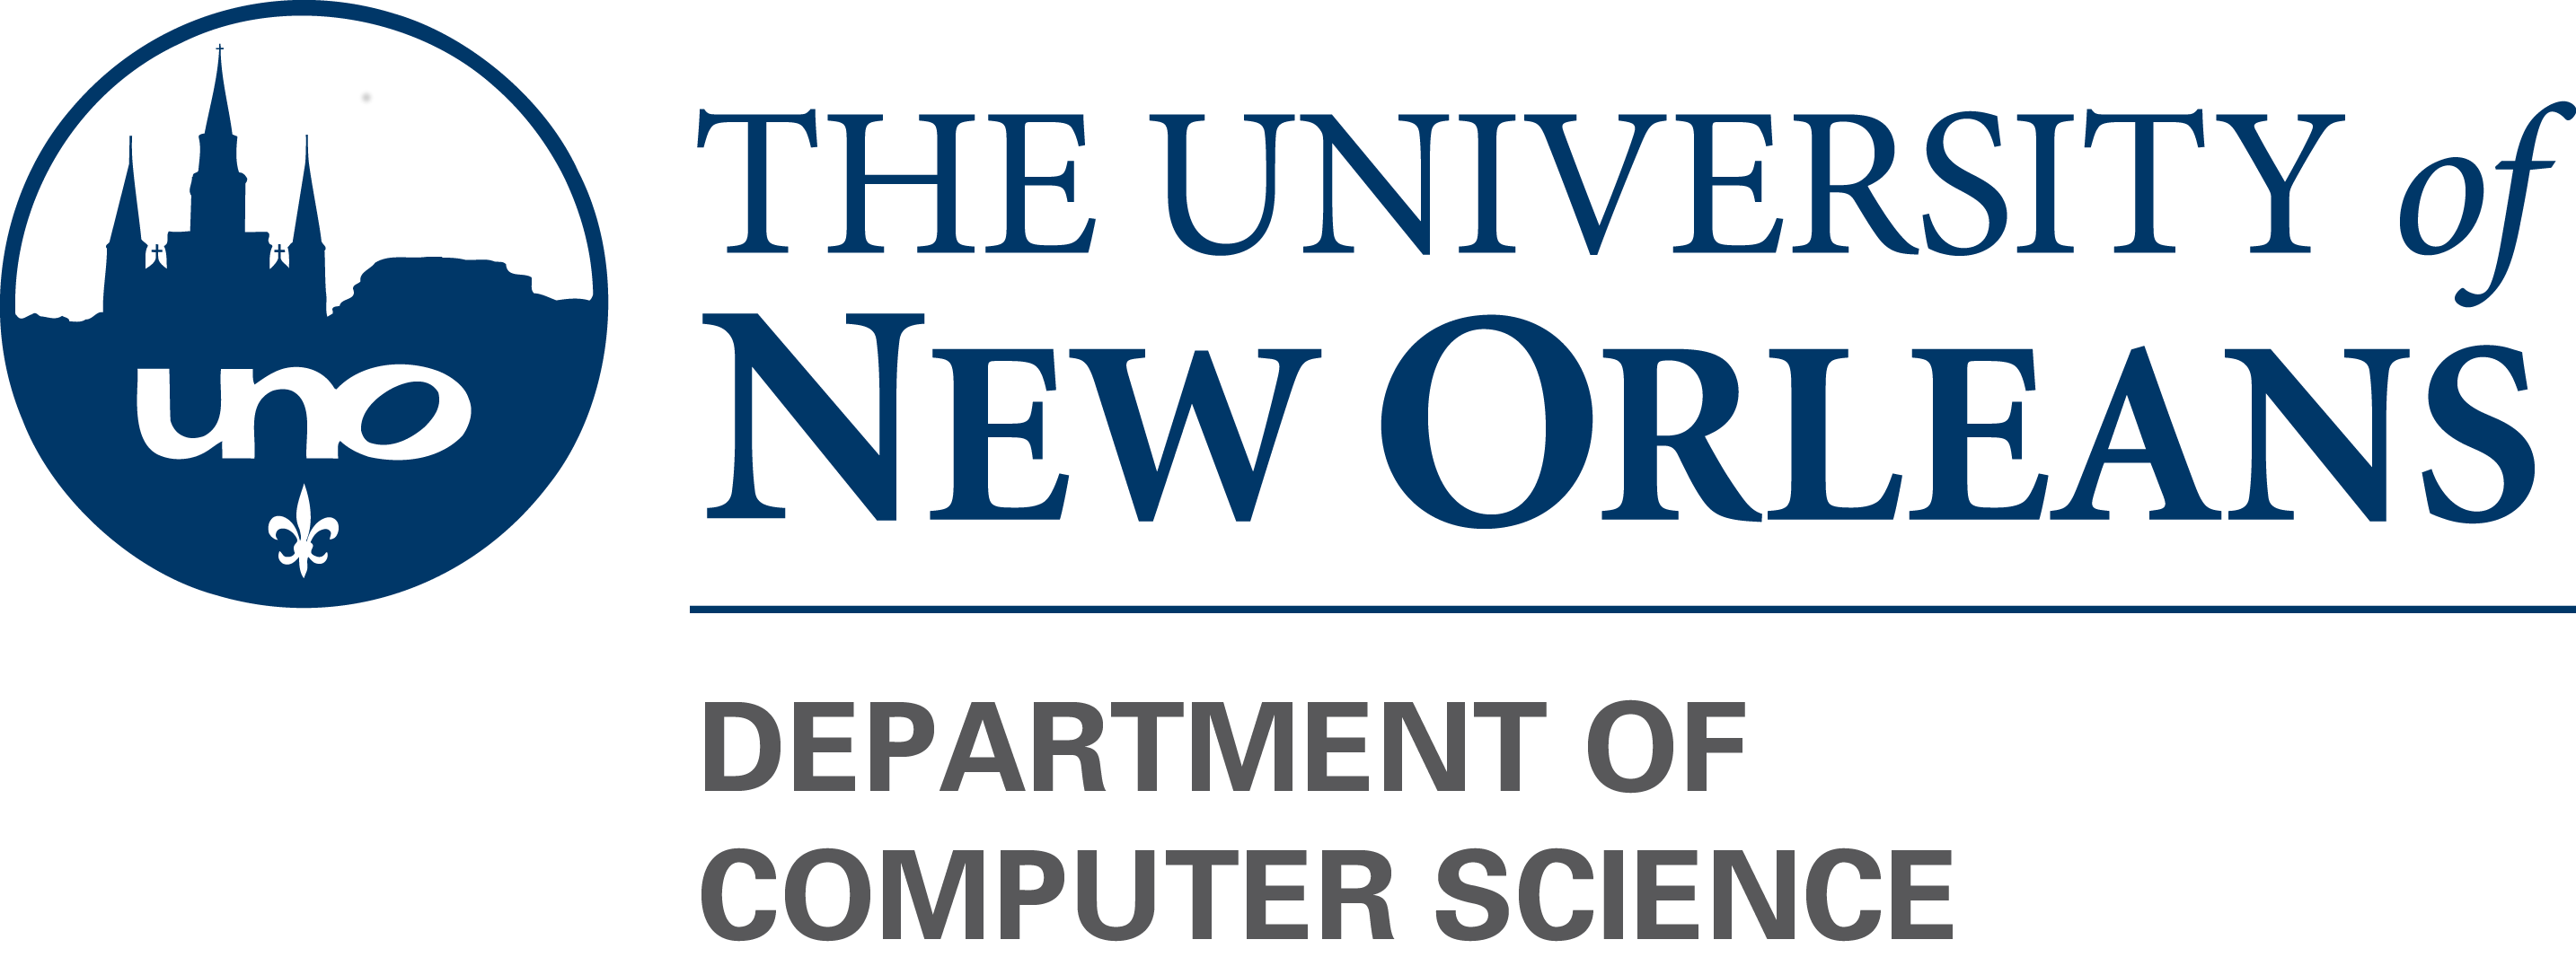 uno
THE UNIVERSITY of
NEW ORLEANS
DEPARTMENT OF
COMPUTER SCIENCE